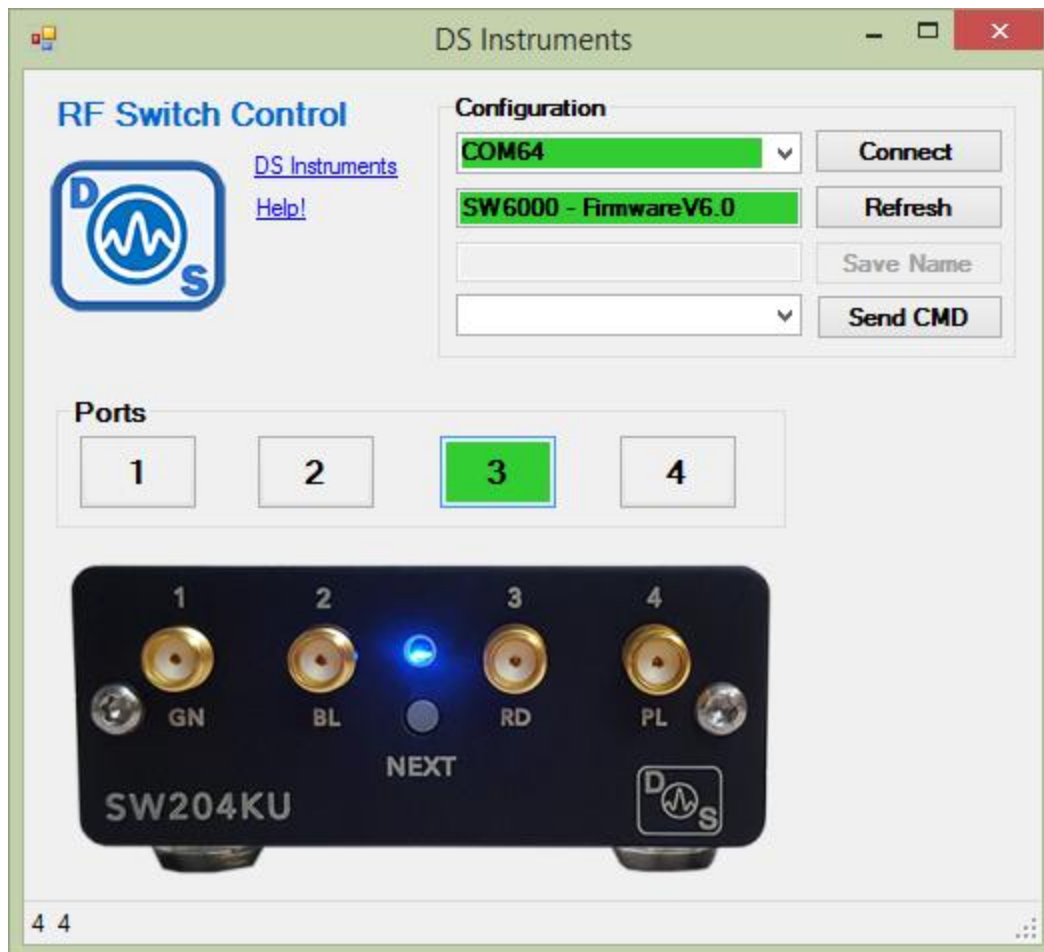 DS Instruments
RF Switch Control
DS Instruments
Help!
D
S
Configuration
COM64
Connect
SW6000 - FirmwareV6.0
Refresh
Save Name
Send CMD
Ports
1 2 3 4
1 2 3 4
GN BL RD PL
NEXT
SW204KU
D
S
4 4